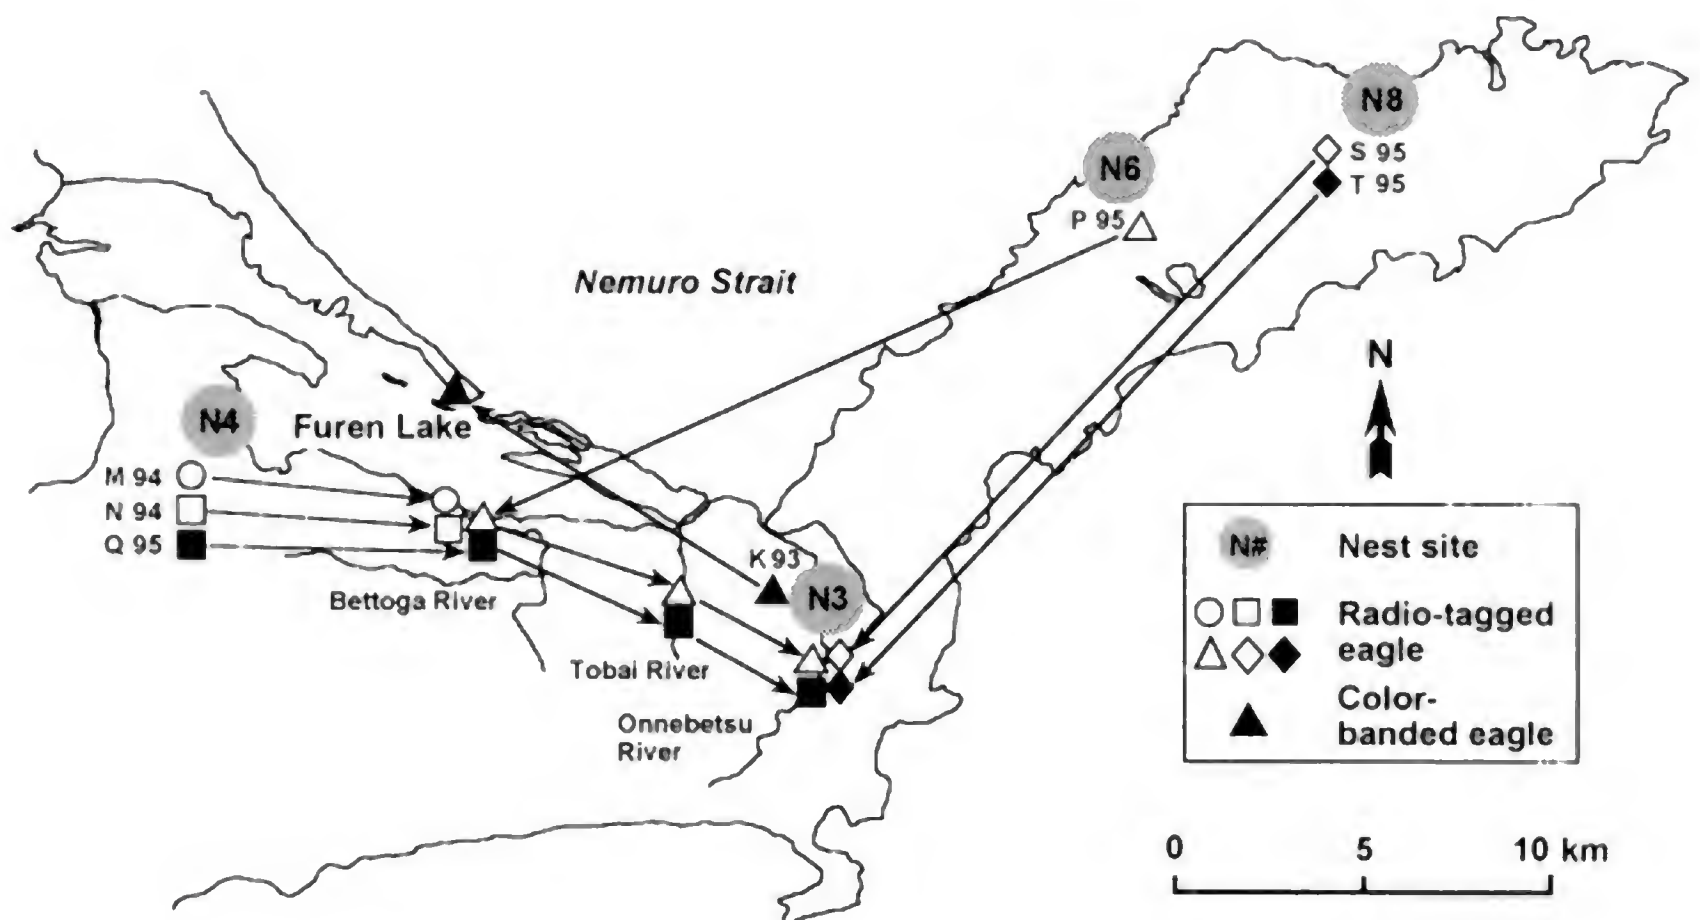 N8
S 95
T 95
N6
P 95
Nemuro Strait
N
N4
Furen Lake
M 94
N 94
Q 95
K 93
N3
Bettoga River
Tobai River
Onnebetsu
River
N# Nest site
Radio-tagged
eagle
Color-
banded eagle
0 5 10 km